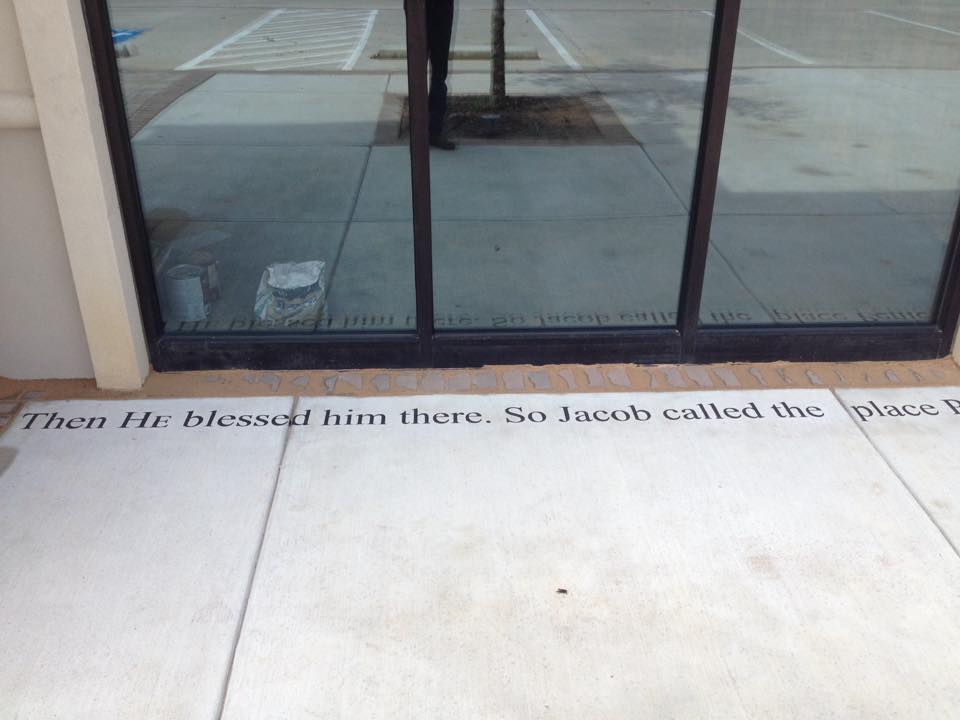 Then HE blessed him there. So Jacob called the place P